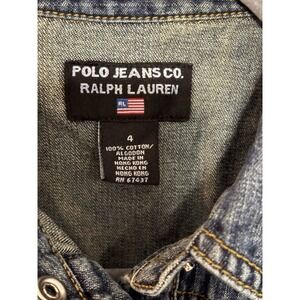 POLO JEANS CO.
RALPH LAUREN
RL
4
100% COTTON/
ALGODON
MADE IN
HONG KONG
HECHO EN
HONG KONG
RN 67437